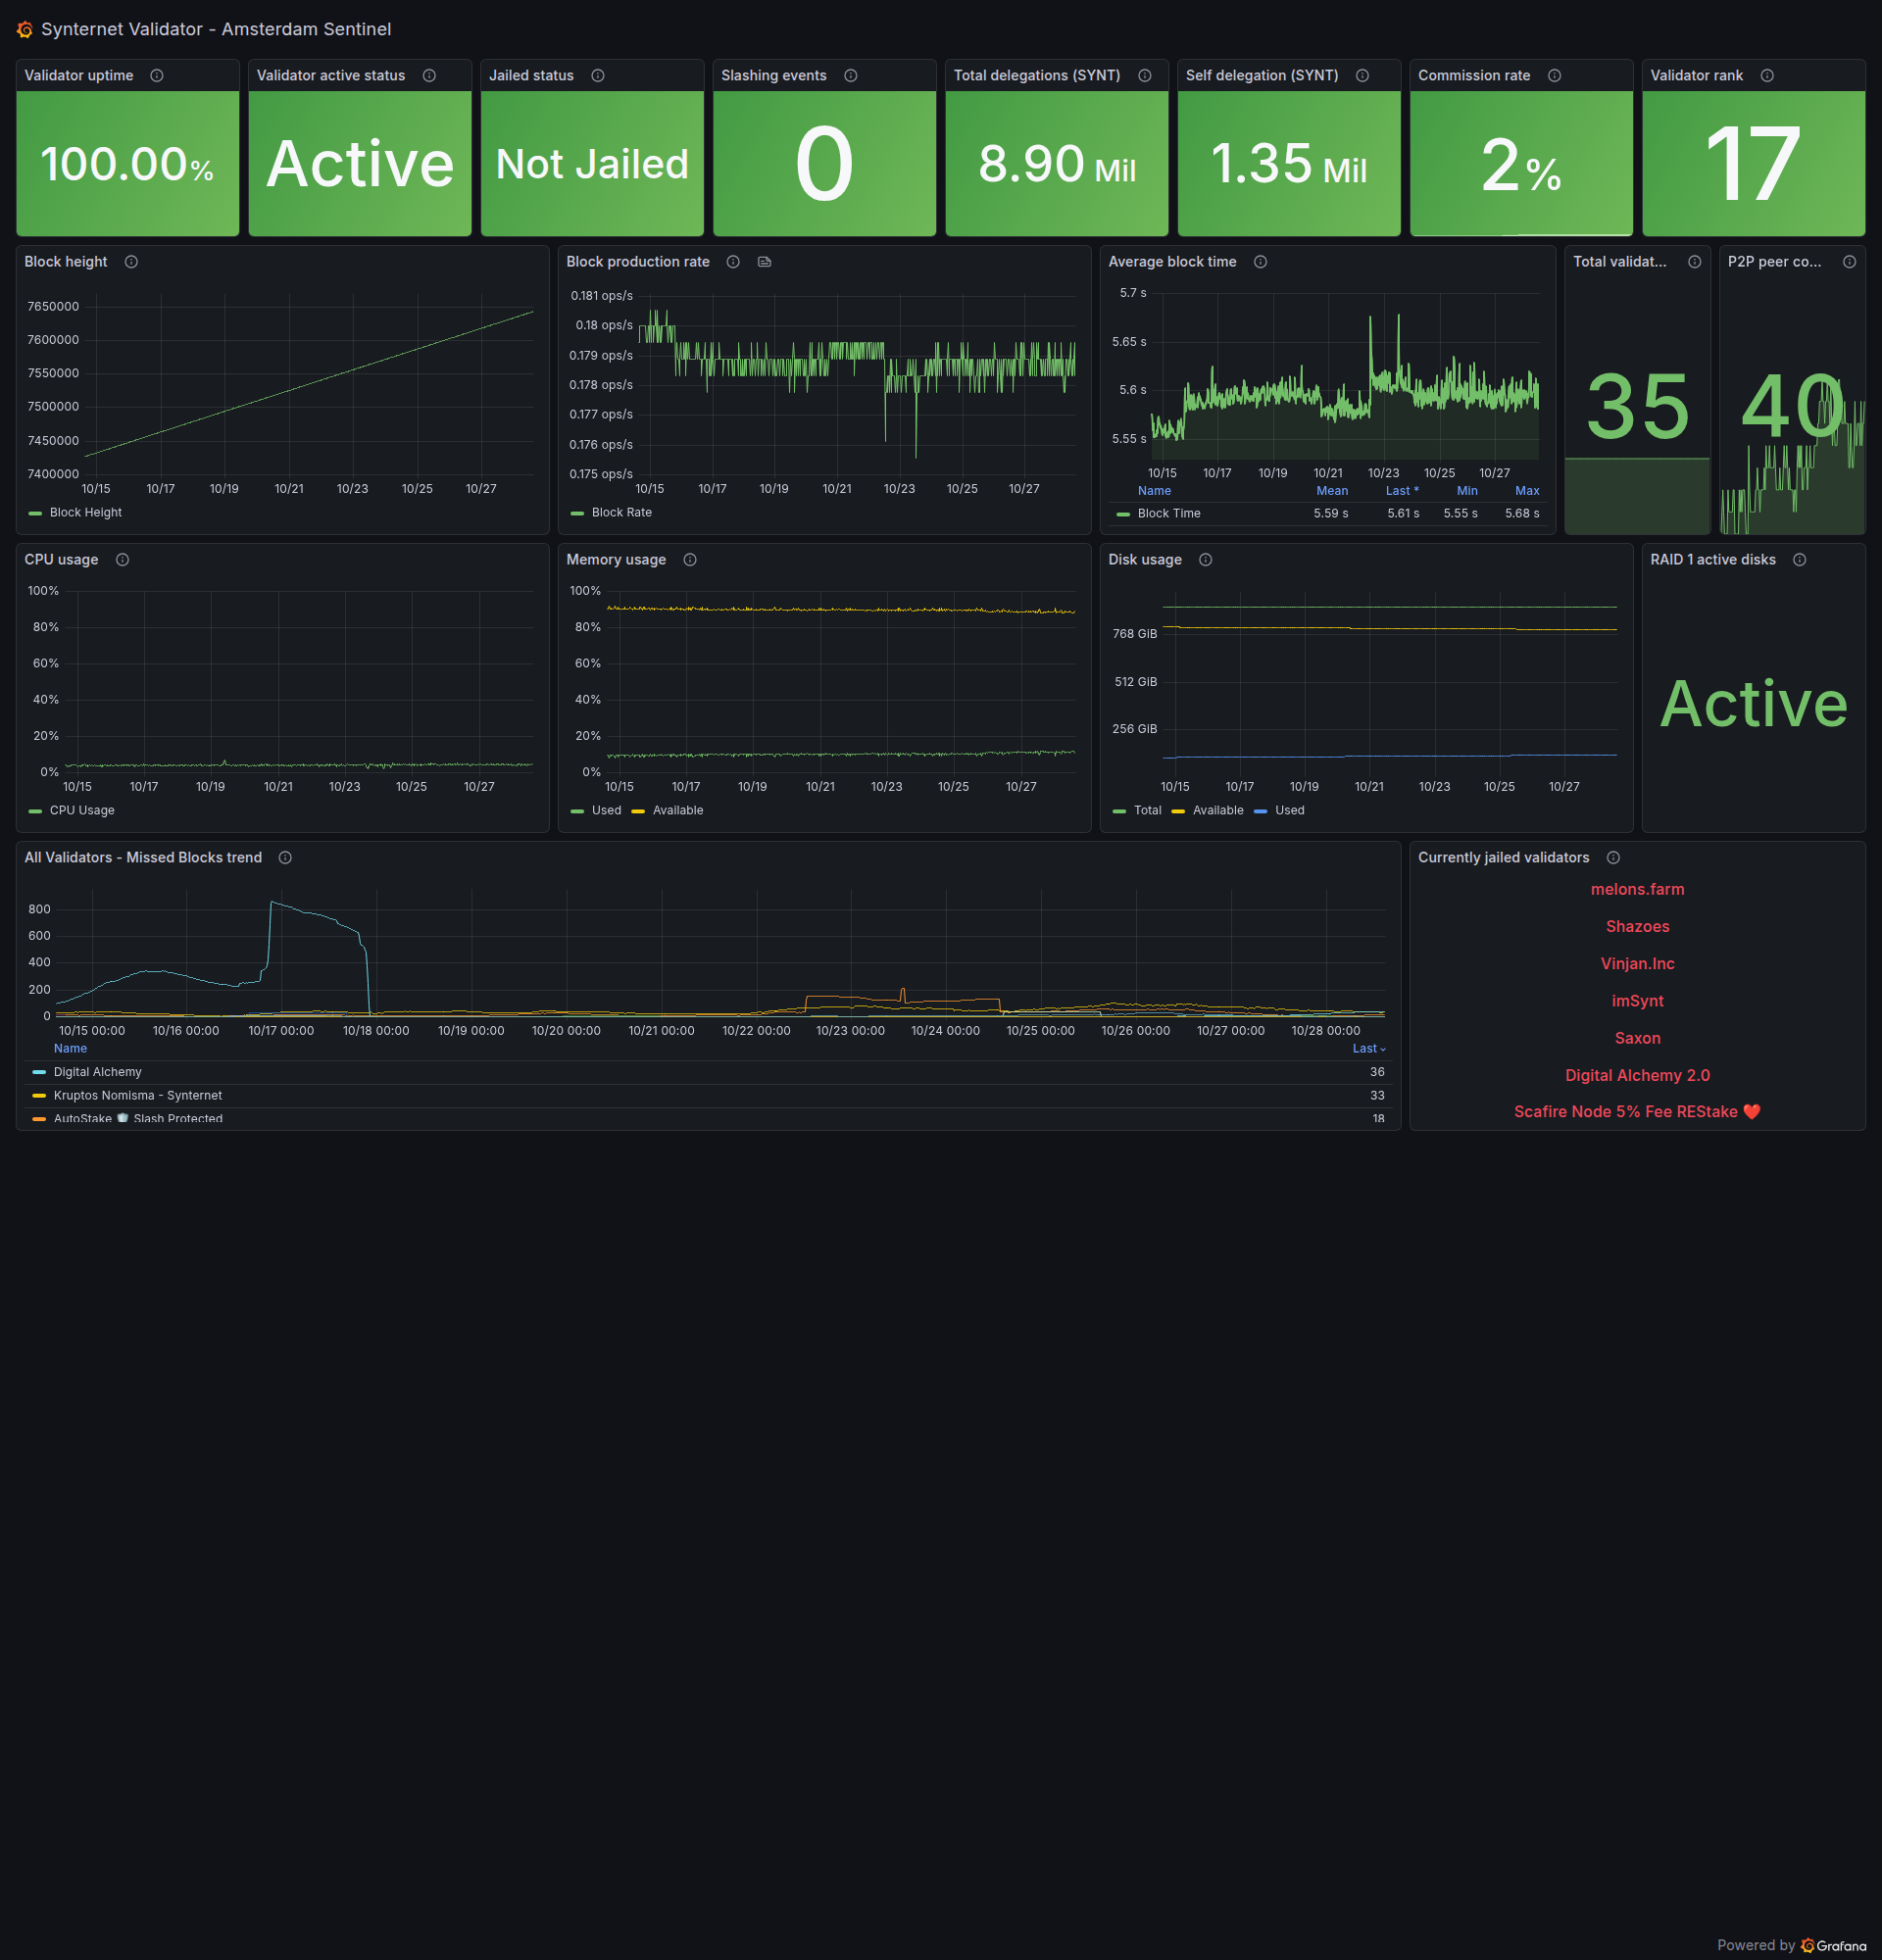 Synternet Validator - Amsterdam Sentinel
Validator uptime
100.00%
Validator active status
Active
Jailed status
Not Jailed
Slashing events
0
Total delegations (SYNT)
8.90 Mil
Self delegation (SYNT)
1.35 Mil
Commission rate
2%
Validator rank
17
Block height
7650000
7600000
7550000
7500000
7450000
7400000
10/15 10/17 10/19 10/21 10/23 10/25 10/27
Block Height
Block production rate
0.181 ops/s
0.18 ops/s
0.179 ops/s
0.178 ops/s
0.177 ops/s
0.176 ops/s
0.175 ops/s
10/15 10/17 10/19 10/21 10/23 10/25 10/27
Block Rate
Average block time
5.7 s
5.65 s
5.6 s
5.55 s
10/15 10/17 10/19 10/21 10/23 10/25 10/27
Name Mean Last * Min Max
Block TIme 5.59 s 5.61 s 5.55 s 5.68 s
Total validat...
35
P2P peer co...
40
CPU usage
100%
80%
60%
40%
20%
0%
10/15 10/17 10/19 10/21 10/23 10/25 10/27
CPU Usage
Memory usage
100%
80%
60%
40%
20%
0%
10/15 10/17 10/19 10/21 10/23 10/25 10/27
Used Available
Disk usage
768 GiB
512 GiB
256 GiB
10/15 10/17 10/19 10/21 10/23 10/25 10/27
Total Available Used
RAID 1 active disks
Active
All Validators - Missed Blocks trend
800
600
400
200
0
10/15 00:00 10/16 00:00 10/17 00:00 10/18 00:00 10/19 00:00 10/20 00:00 10/21 00:00 10/22 00:00 10/23 00:00 10/24 00:00 10/25 00:00 10/26 00:00 10/27 00:00 10/28 00:00
Name Last
Digital Alchemy 36
Kruptos Nomisma - Synternet 33
AutoStake 🛡️ Slash Protected 18
Currently jailed validators
melons.farm
Shazoes
Vinjan.Inc
imSynt
Saxon
Digital Alchemy 2.0
Scafire Node 5% Fee REStake ❤️
Powered by Grafana